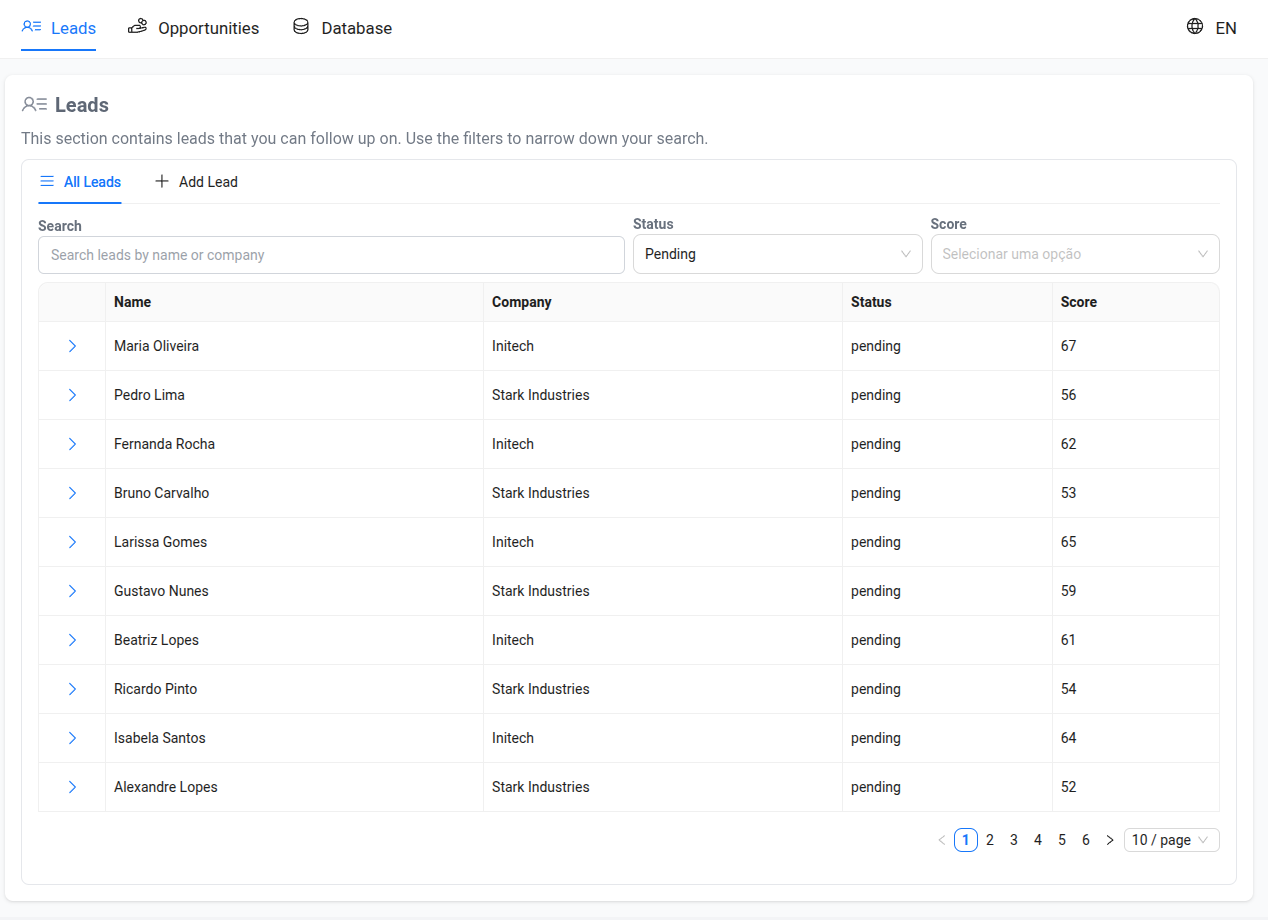 Leads Opportunities Database EN
Leads
This section contains leads that you can follow up on. Use the filters to narrow down your search.
All Leads Add Lead
Search Status Score
Search leads by name or company Pending Selecionar uma opção
Name Company Status Score
Maria Oliveira Initech pending 67
Pedro Lima Stark Industries pending 56
Fernanda Rocha Initech pending 62
Bruno Carvalho Stark Industries pending 53
Larissa Gomes Initech pending 65
Gustavo Nunes Stark Industries pending 59
Beatriz Lopes Initech pending 61
Ricardo Pinto Stark Industries pending 54
Isabela Santos Initech pending 64
Alexandre Lopes Stark Industries pending 52
1 2 3 4 5 6 10 / page